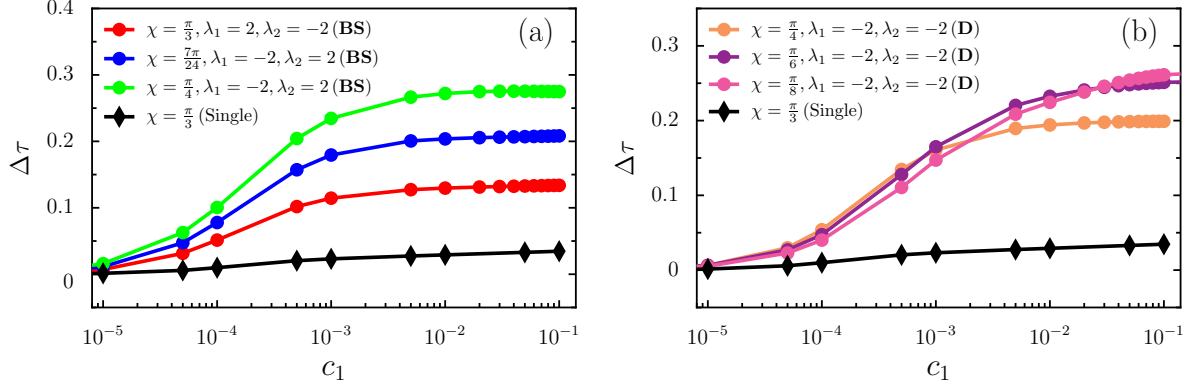 (a)
χ = π/3, λ₁ = 2, λ₂ = −2 (BS)
χ = 7π/24, λ₁ = −2, λ₂ = 2 (BS)
χ = π/4, λ₁ = −2, λ₂ = 2 (BS)
χ = π/3 (Single)
0.4
0.3
0.2
0.1
0
Δτ
10⁻⁵ 10⁻⁴ 10⁻³ 10⁻² 10⁻¹
c₁
(b)
χ = π/4, λ₁ = −2, λ₂ = −2 (D)
χ = π/6, λ₁ = −2, λ₂ = −2 (D)
χ = π/8, λ₁ = −2, λ₂ = −2 (D)
χ = π/3 (Single)
0.3
0.2
0.1
0
Δτ
10⁻⁵ 10⁻⁴ 10⁻³ 10⁻² 10⁻¹
c₁